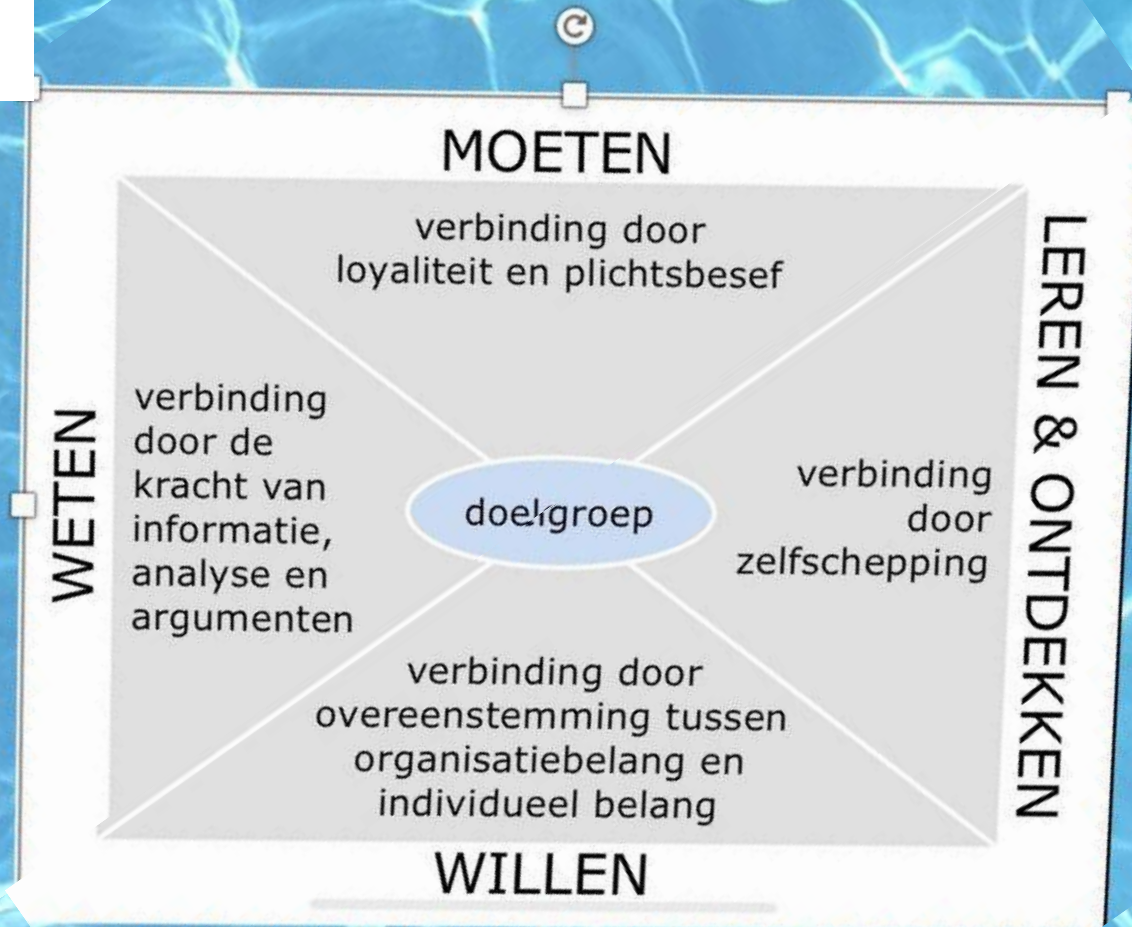 MOETEN
verbinding door
loyaliteit en plichtsbesef
WETEN
verbinding
door de
kracht van
informatie,
analyse en
argumenten
doelgroep
verbinding
door
zelfschepping
LEREN & ONTDEKKEN
verbinding door
overeenstemming tussen
organisatiebelang en
individueel belang
WILLEN